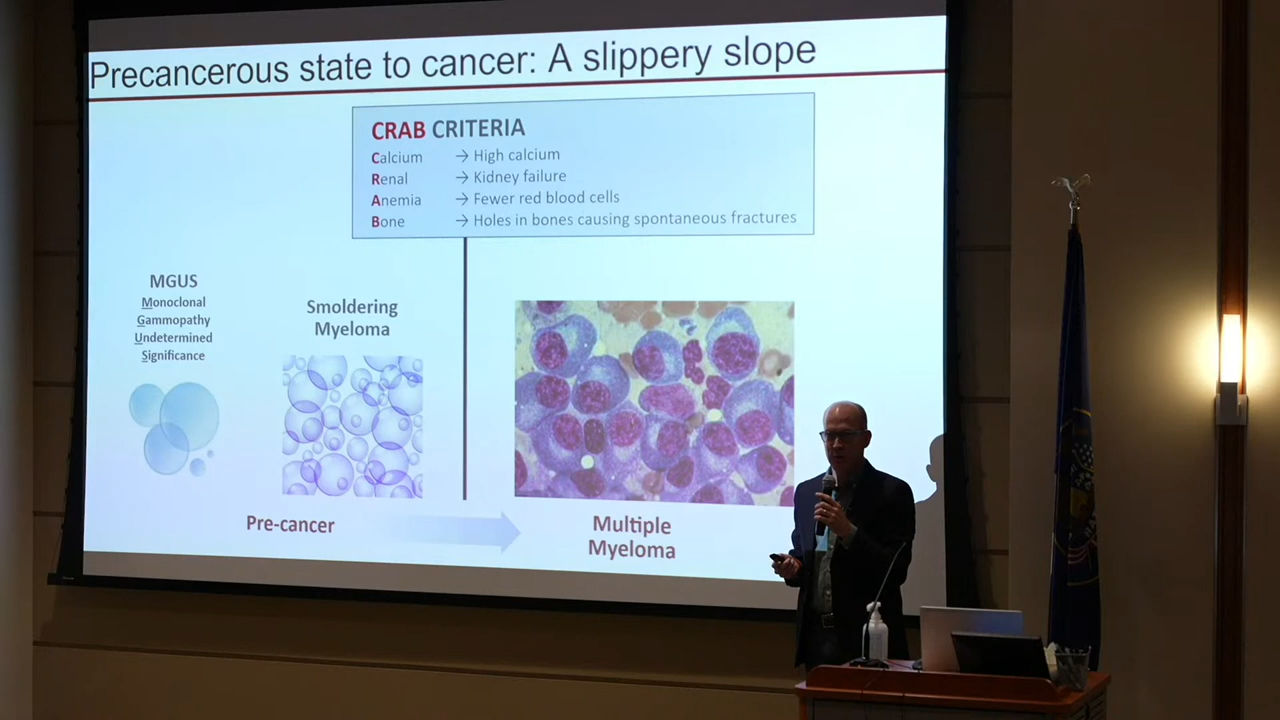 Precancerous state to cancer: A slippery slope
CRAB CRITERIA
Calcium → High calcium
Renal → Kidney failure
Anemia → Fewer red blood cells
Bone → Holes in bones causing spontaneous fractures
MGUS
Monoclonal
Gammopathy
Undetermined
Significance
Smoldering
Myeloma
Pre-cancer
Multiple
Myeloma